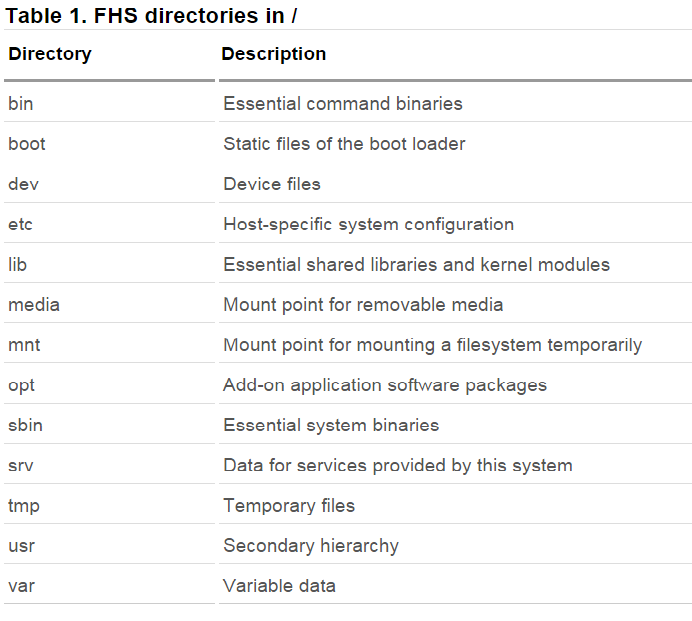 Table 1. FHS directories in /
Directory Description
bin Essential command binaries
boot Static files of the boot loader
dev Device files
etc Host-specific system configuration
lib Essential shared libraries and kernel modules
media Mount point for removable media
mnt Mount point for mounting a filesystem temporarily
opt Add-on application software packages
sbin Essential system binaries
srv Data for services provided by this system
tmp Temporary files
usr Secondary hierarchy
var Variable data